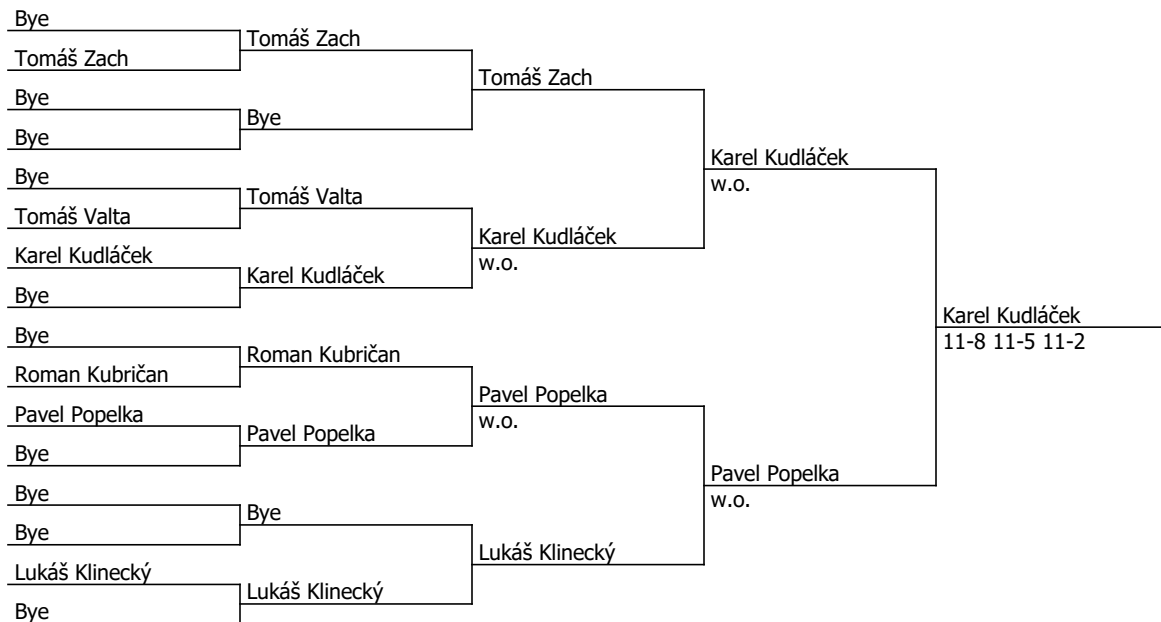 Bye
Tomáš Zach
Tomáš Zach
Tomáš Zach
Bye
Bye
Bye
Karel Kudláček
w.o.
Bye
Tomáš Valta
Tomáš Valta
Karel Kudláček
w.o.
Karel Kudláček
Karel Kudláček
Bye
Karel Kudláček
11-8 11-5 11-2
Bye
Roman Kubričan
Roman Kubričan
Pavel Popelka
w.o.
Pavel Popelka
Pavel Popelka
Bye
Pavel Popelka
w.o.
Bye
Bye
Bye
Lukáš Klinecký
Lukáš Klinecký
Lukáš Klinecký
Bye